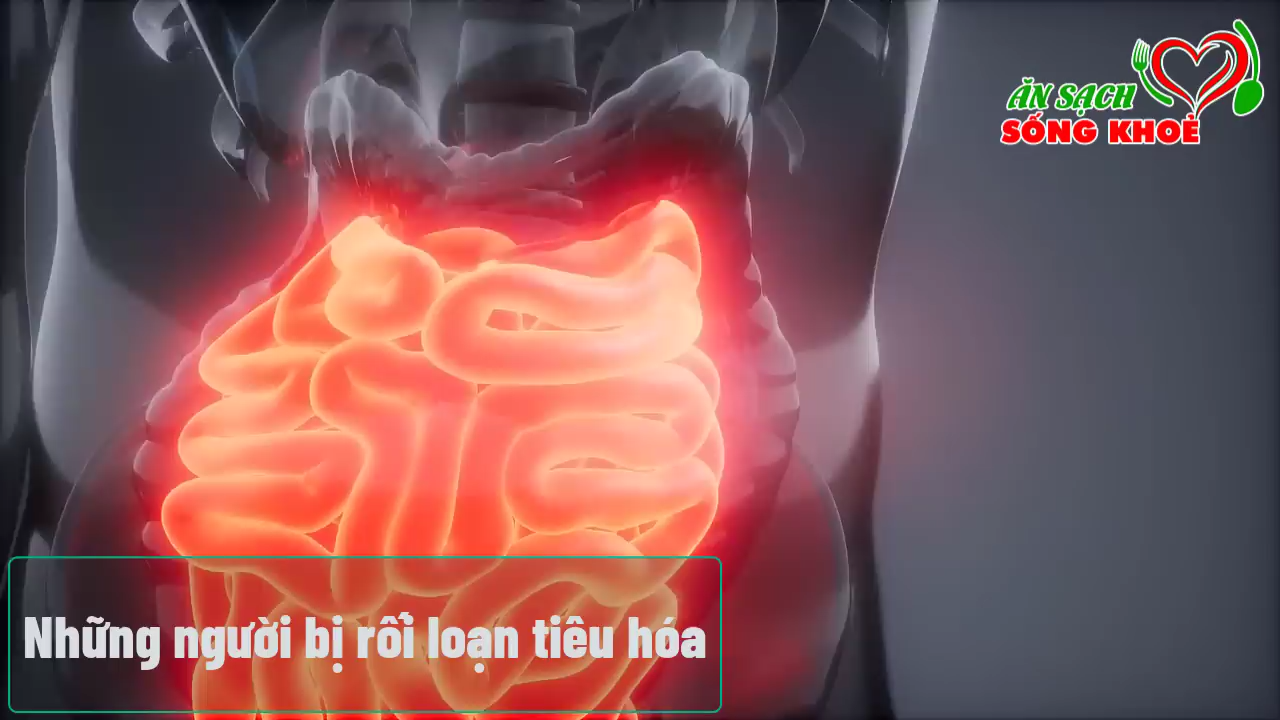 ĂN SẠCH
SỐNG KHOẺ
Những người bị rối loạn tiêu hóa